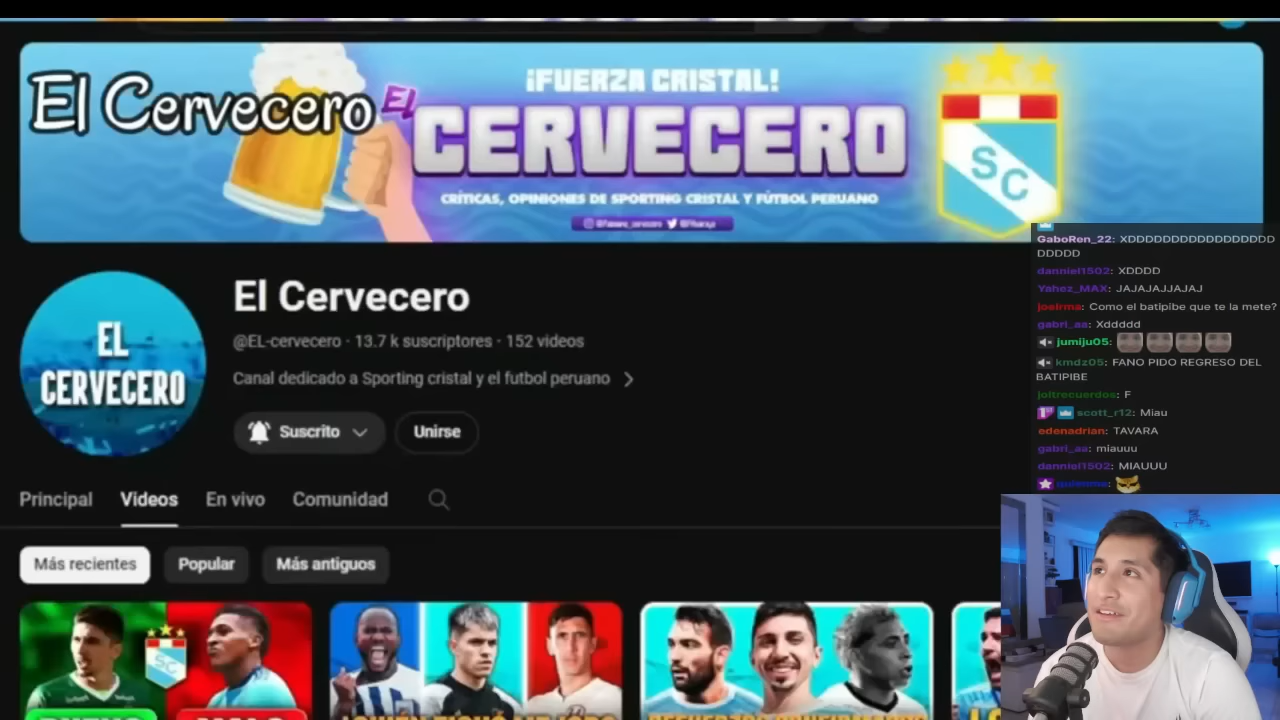 El Cervecero
¡FUERZA CRISTAL!
EL
CERVECERO
CRÍTICAS, OPINIONES DE SPORTING CRISTAL Y FÚTBOL PERUANO
SC
EL
CERVECERO
El Cervecero
@EL-cervecero · 13.7 k suscriptores · 152 videos
Canal dedicado a Sporting cristal y el futbol peruano
Suscrito
Unirse
Principal
Videos
En vivo
Comunidad
Más recientes
Popular
Más antiguos
SC
GaboRen_22: XDDDDDDDDDDDDDDDDD
DDDDD
danniel1502: XDDDD
Yahez_MAX: JAJAJAJJAJAJ
joelrma: Como el batipibe que te la mete?
gabri_aa: Xddddd
jumiju05:
kmdz05: FANO PIDO REGRESO DEL
BATIPIBE
joltrecuerdos: F
scott_r12: Miau
edenadrian: TAVARA
gabri_aa: miauuu
danniel1502: MIAUUU